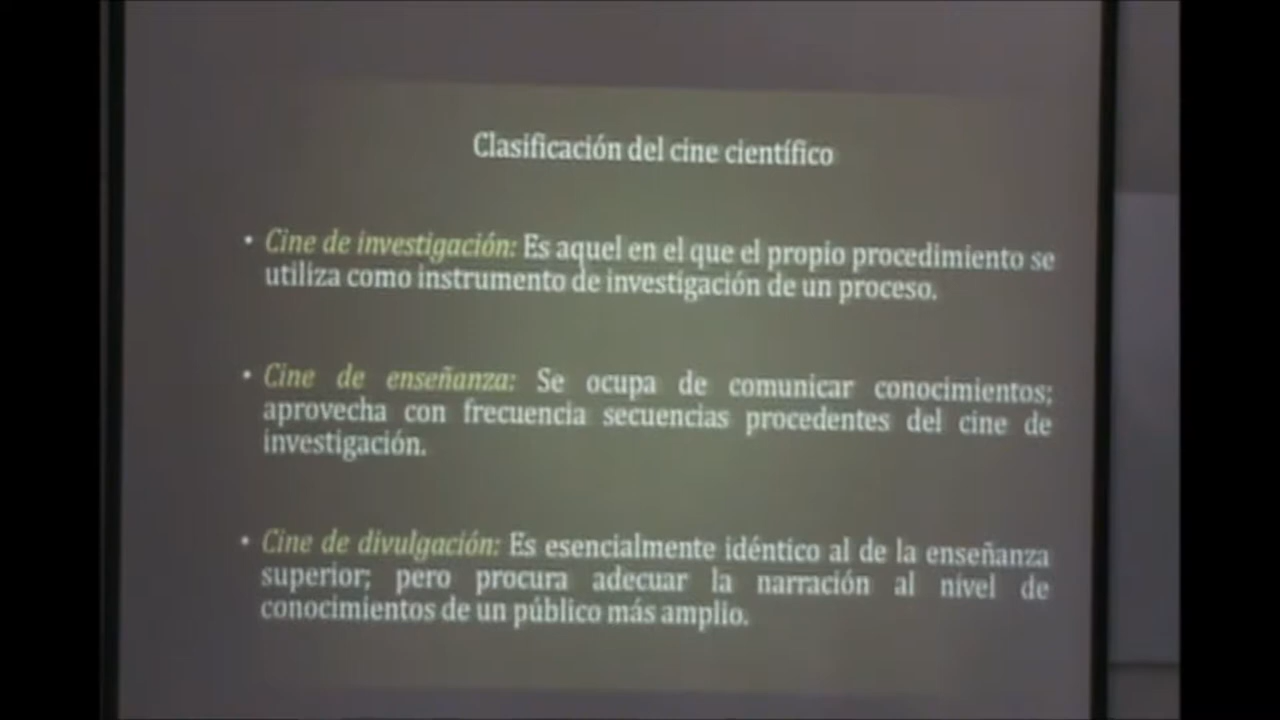 Clasificación del cine científico
• Cine de investigación: Es aquel en el que el propio procedimiento se
utiliza como instrumento de investigación de un proceso.
• Cine de enseñanza: Se ocupa de comunicar conocimientos;
aprovecha con frecuencia secuencias procedentes del cine de
investigación.
• Cine de divulgación: Es esencialmente idéntico al de la enseñanza
superior; pero procura adecuar la narración al nivel de
conocimientos de un público más amplio.